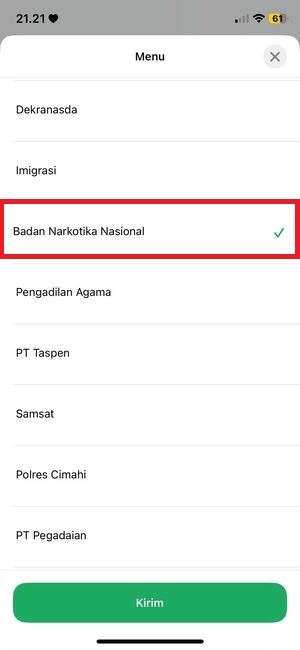 21.21
61
Menu
Dekranasda
Imigrasi
Badan Narkotika Nasional
Pengadilan Agama
PT Taspen
Samsat
Polres Cimahi
PT Pegadaian
Kirim